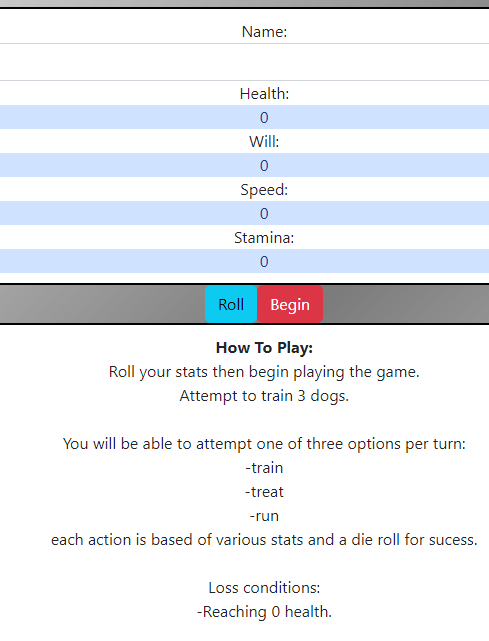 Name:
Health:
0
Will:
0
Speed:
0
Stamina:
0
Roll Begin
How To Play:
Roll your stats then begin playing the game.
Attempt to train 3 dogs.
You will be able to attempt one of three options per turn:
-train
-treat
-run
each action is based of various stats and a die roll for sucess.
Loss conditions:
-Reaching 0 health.